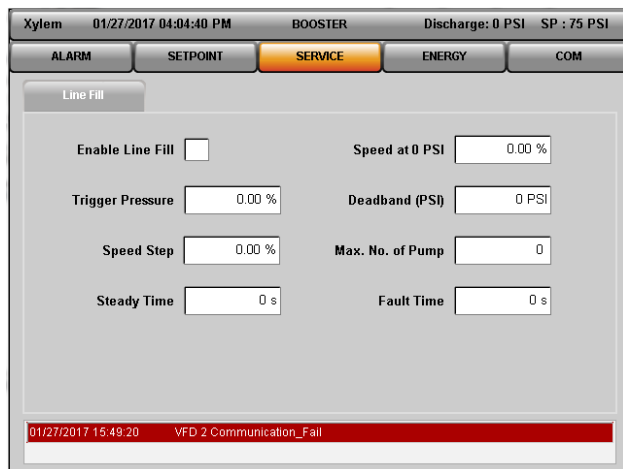 Xylem 01/27/2017 04:04:40 PM BOOSTER Discharge: 0 PSI SP : 75 PSI
ALARM SETPOINT SERVICE ENERGY COM
Line Fill
Enable Line Fill Speed at 0 PSI 0.00 %
Trigger Pressure 0.00 % Deadband (PSI) 0 PSI
Speed Step 0.00 % Max. No. of Pump 0
Steady Time 0 s Fault Time 0 s
01/27/2017 15:49:20 VFD 2 Communication_Fail